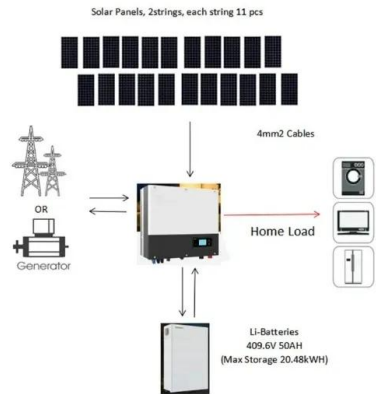 Solar Panels, 2strings, each string 11 pcs
4mm2 Cables
OR
Generator
Home Load
Li-Batteries
409.6V 50AH
(Max Storage 20.48kWH)